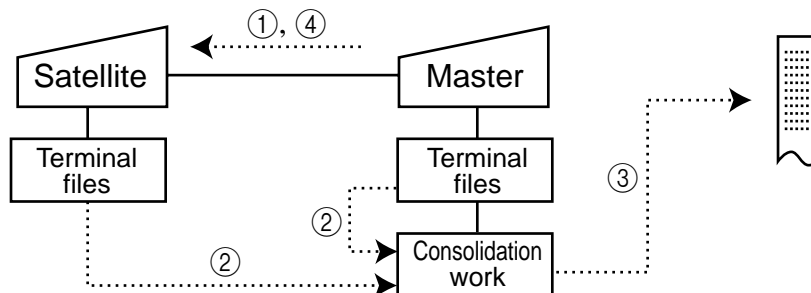 ①, ④
Satellite
Master
Terminal
files
Terminal
files
③
②
②
Consolidation
work